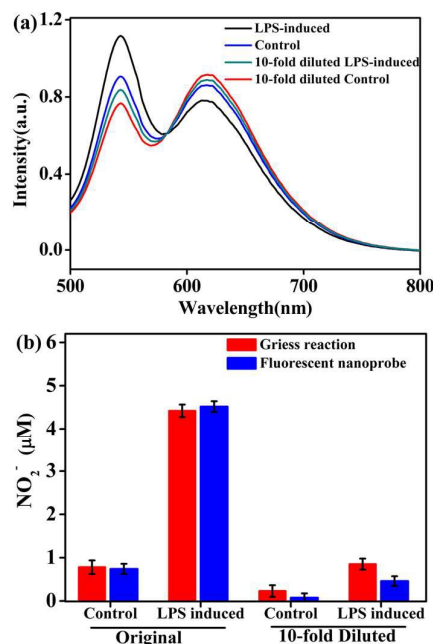 (a)
LPS-induced
Control
10-fold diluted LPS-induced
10-fold diluted Control
Intensity(a.u.)
1.2
0.8
0.4
0.0
500
600
700
800
Wavelength(nm)
(b)
Griess reaction
Fluorescent nanoprobe
NO₂⁻ (μM)
6
5
4
3
2
1
0
Control
LPS induced
Control
LPS induced
Original
10-fold Diluted